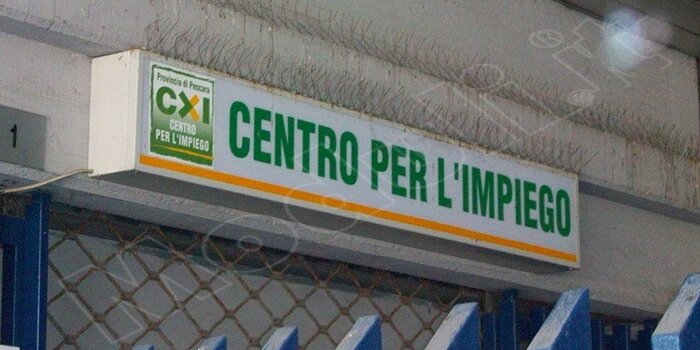 Provincia di Pescara
CXI
CENTRO
PER L'IMPIEGO
CENTRO PER L'IMPIEGO
1